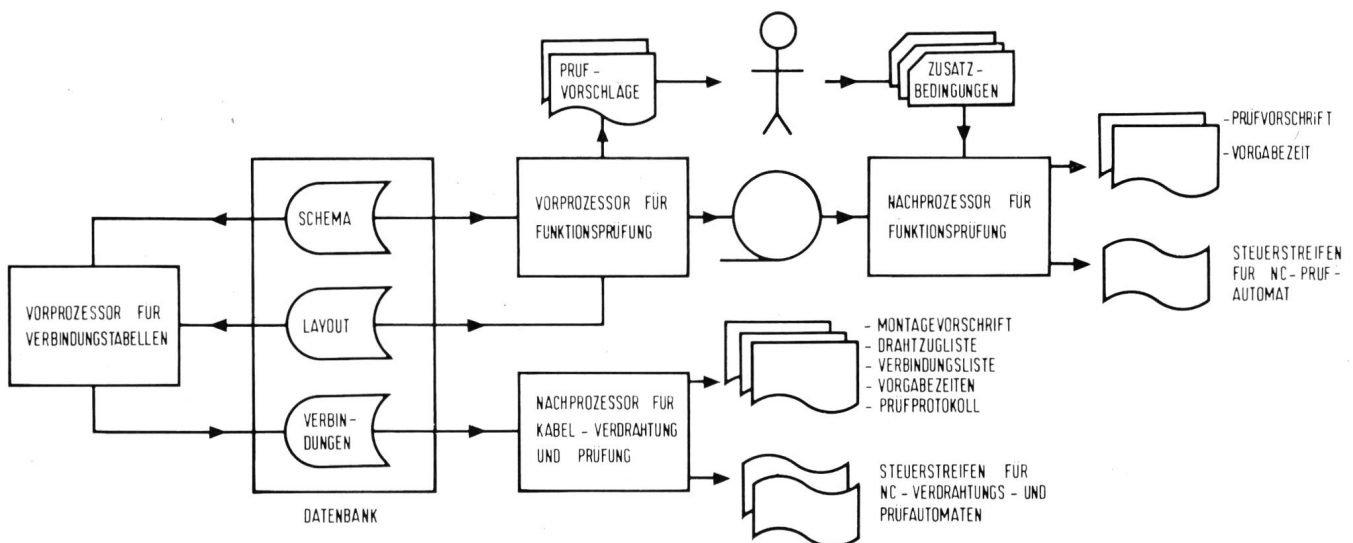 PRÜF-
VORSCHLÄGE
ZUSATZ-
BEDINGUNGEN
- PRÜFVORSCHRIFT
- VORGABEZEIT
SCHEMA
VORPROZESSOR FÜR
FUNKTIONSPRÜFUNG
NACHPROZESSOR FÜR
FUNKTIONSPRÜFUNG
STEUERSTREIFEN
FÜR NC-PRÜF-
AUTOMAT
VORPROZESSOR FÜR
VERBINDUNGSTABELLEN
LAYOUT
- MONTAGEVORSCHRIFT
- DRAHTZUGLISTE
- VERBINDUNGSLISTE
- VORGABEZEITEN
- PRÜFPROTOKOLL
VERBIN-
DUNGEN
NACHPROZESSOR FÜR
KABEL-VERDRAHTUNG
UND PRÜFUNG
STEUERSTREIFEN FÜR
NC-VERDRAHTUNGS- UND
PRÜFAUTOMATEN
DATENBANK